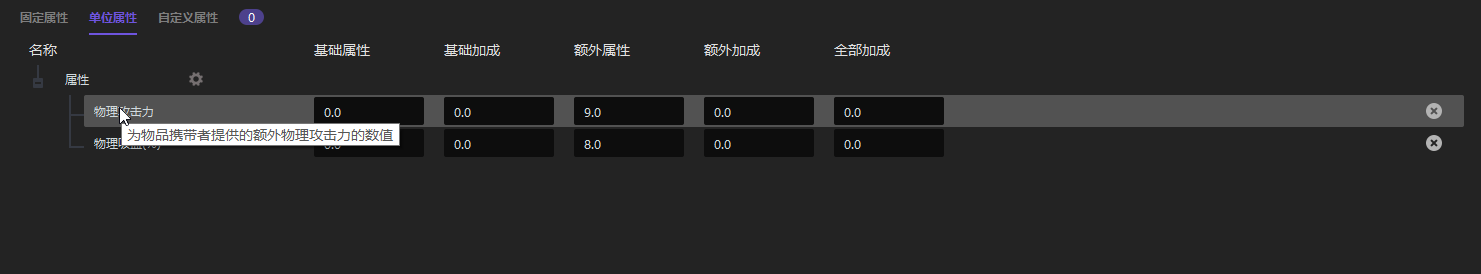 固定属性 单位属性 自定义属性 0
名称 基础属性 基础加成 额外属性 额外加成 全部加成
属性
物理攻击力 0.0 0.0 9.0 0.0 0.0
为物品携带者提供的额外物理攻击力的数值
0.0 8.0 0.0 0.0